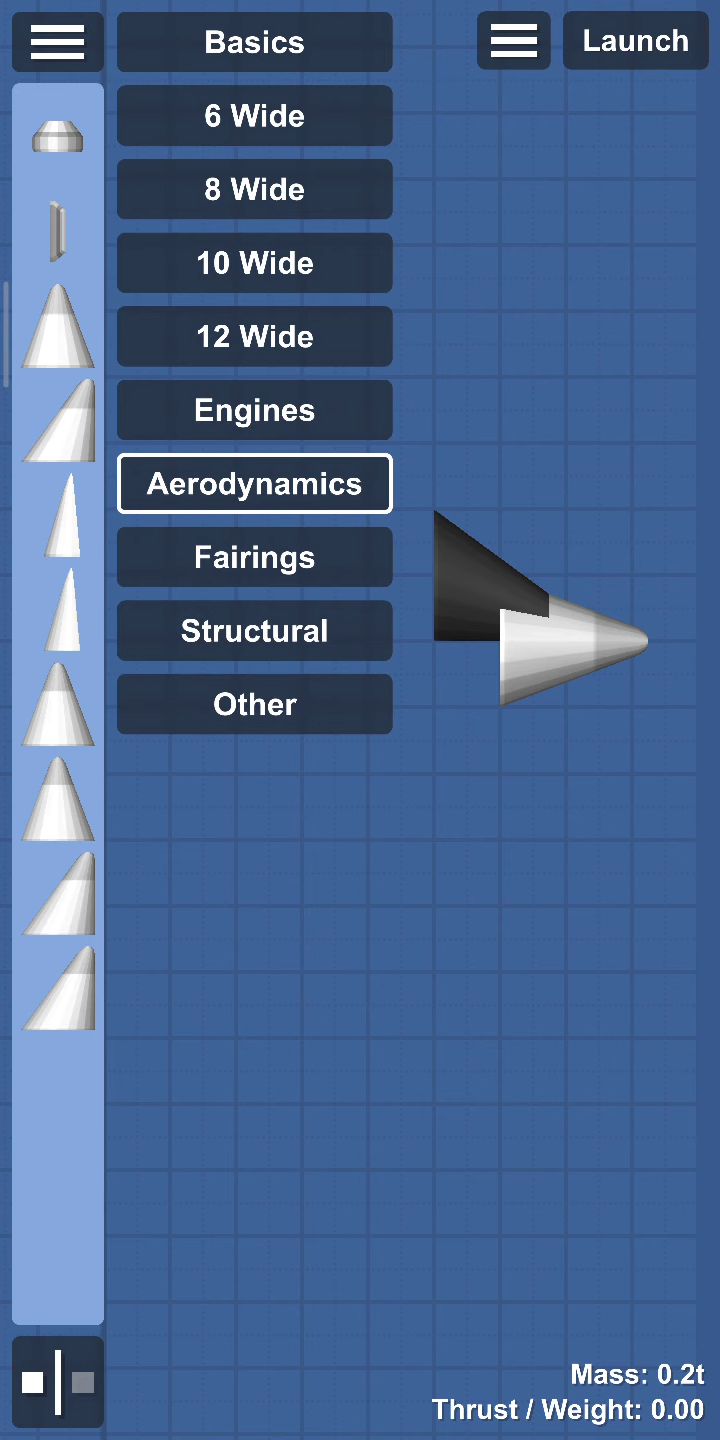 Basics
Launch
6 Wide
8 Wide
10 Wide
12 Wide
Engines
Aerodynamics
Fairings
Structural
Other
Mass: 0.2t
Thrust / Weight: 0.00